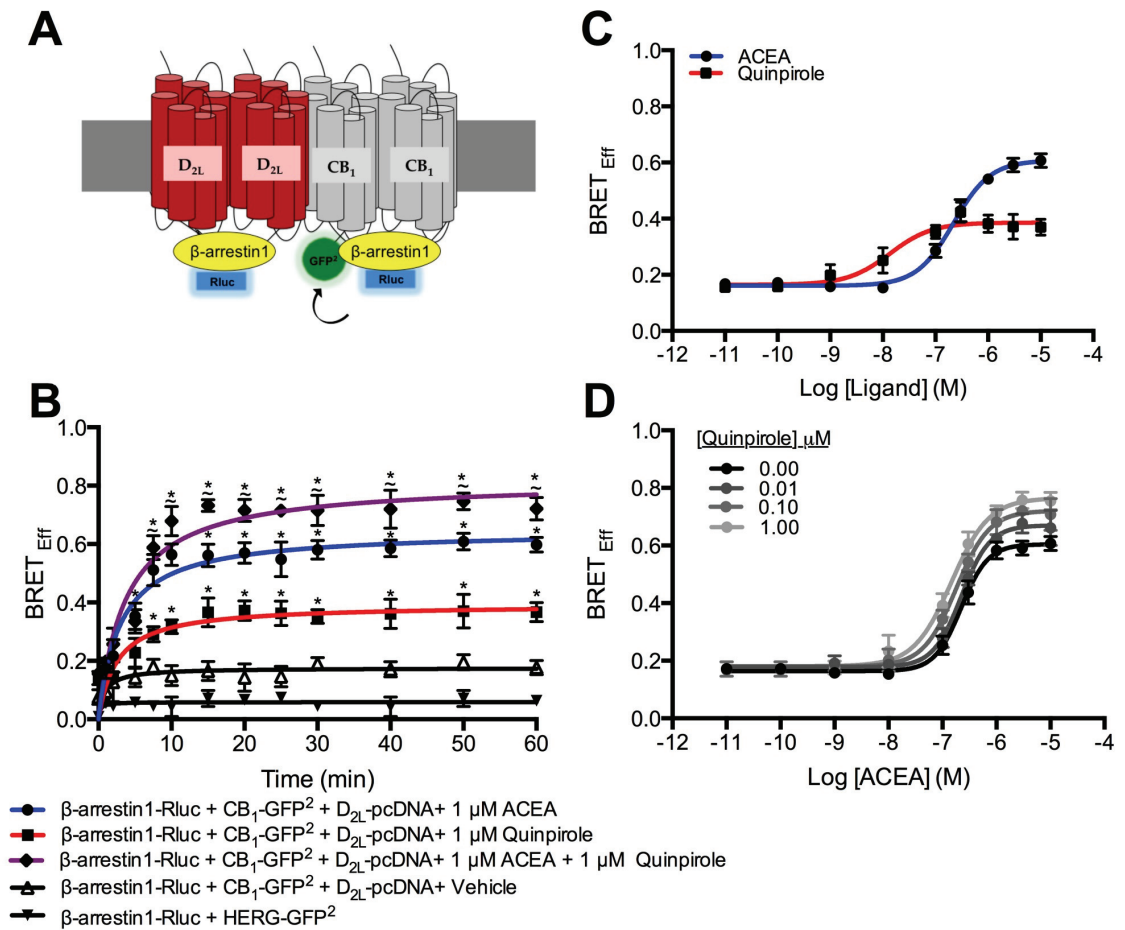 A
D2L
D2L
CB1
CB1
β-arrestin1
GFP²
β-arrestin1
Rluc
Rluc
C
1.0
0.8
0.6
0.4
0.2
0.0
BRETEff
ACEA
Quinpirole
-12 -11 -10 -9 -8 -7 -6 -5 -4
Log [Ligand] (M)
B
1.0
0.8
0.6
0.4
0.2
0.0
BRETEff
* * * * * * * * *
~ ~ ~ ~ ~ ~ ~ ~ ~
* * * * * * * *
* * * * * * * * *
0 10 20 30 40 50 60
Time (min)
β-arrestin1-Rluc + CB1-GFP² + D2L-pcDNA+ 1 μM ACEA
β-arrestin1-Rluc + CB1-GFP² + D2L-pcDNA+ 1 μM Quinpirole
β-arrestin1-Rluc + CB1-GFP² + D2L-pcDNA+ 1 μM ACEA + 1 μM Quinpirole
β-arrestin1-Rluc + CB1-GFP² + D2L-pcDNA+ Vehicle
β-arrestin1-Rluc + HERG-GFP²
D
1.0
0.8
0.6
0.4
0.2
0.0
BRETEff
[Quinpirole] μM
0.00
0.01
0.10
1.00
-12 -11 -10 -9 -8 -7 -6 -5 -4
Log [ACEA] (M)